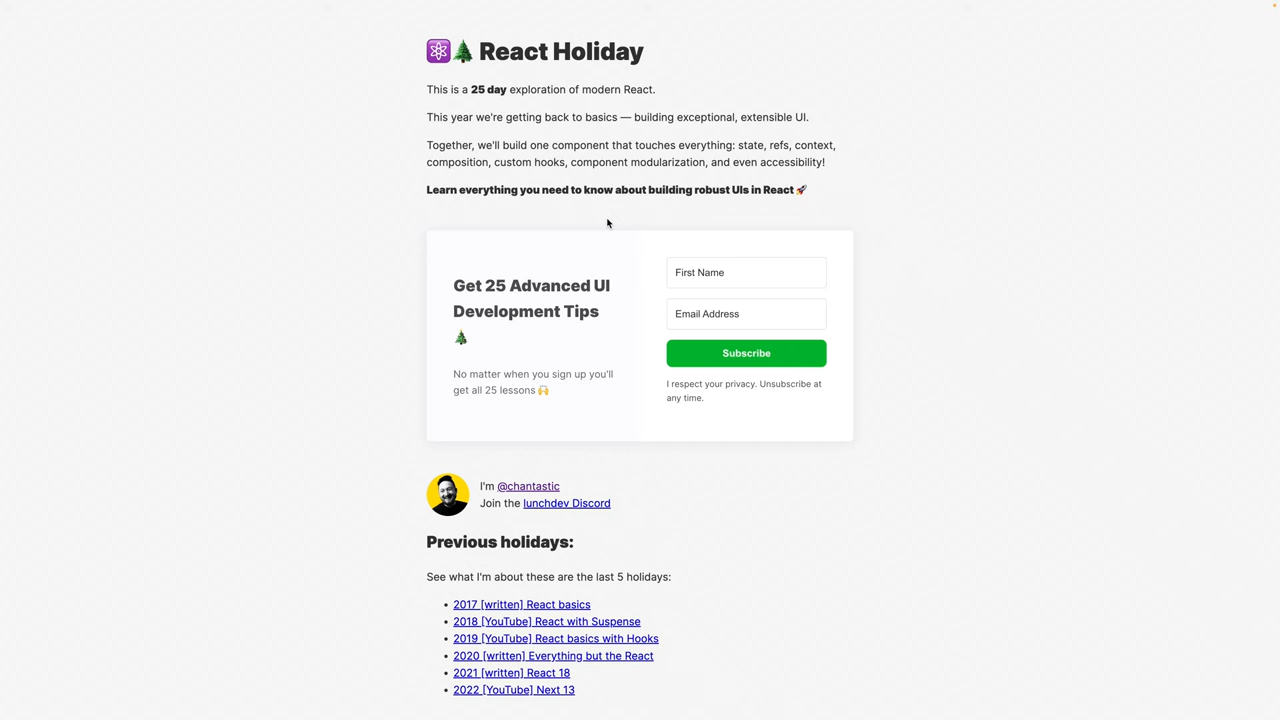 ⚛️🎄 React Holiday
This is a 25 day exploration of modern React.
This year we're getting back to basics — building exceptional, extensible UI.
Together, we'll build one component that touches everything: state, refs, context,
composition, custom hooks, component modularization, and even accessibility!
Learn everything you need to know about building robust UIs in React 🚀
Get 25 Advanced UI
Development Tips
🎄
No matter when you sign up you'll
get all 25 lessons 🙌
First Name
Email Address
Subscribe
I respect your privacy. Unsubscribe at
any time.
I'm @chantastic
Join the lunchdev Discord
Previous holidays:
See what I'm about these are the last 5 holidays:
• 2017 [written] React basics
• 2018 [YouTube] React with Suspense
• 2019 [YouTube] React basics with Hooks
• 2020 [written] Everything but the React
• 2021 [written] React 18
• 2022 [YouTube] Next 13